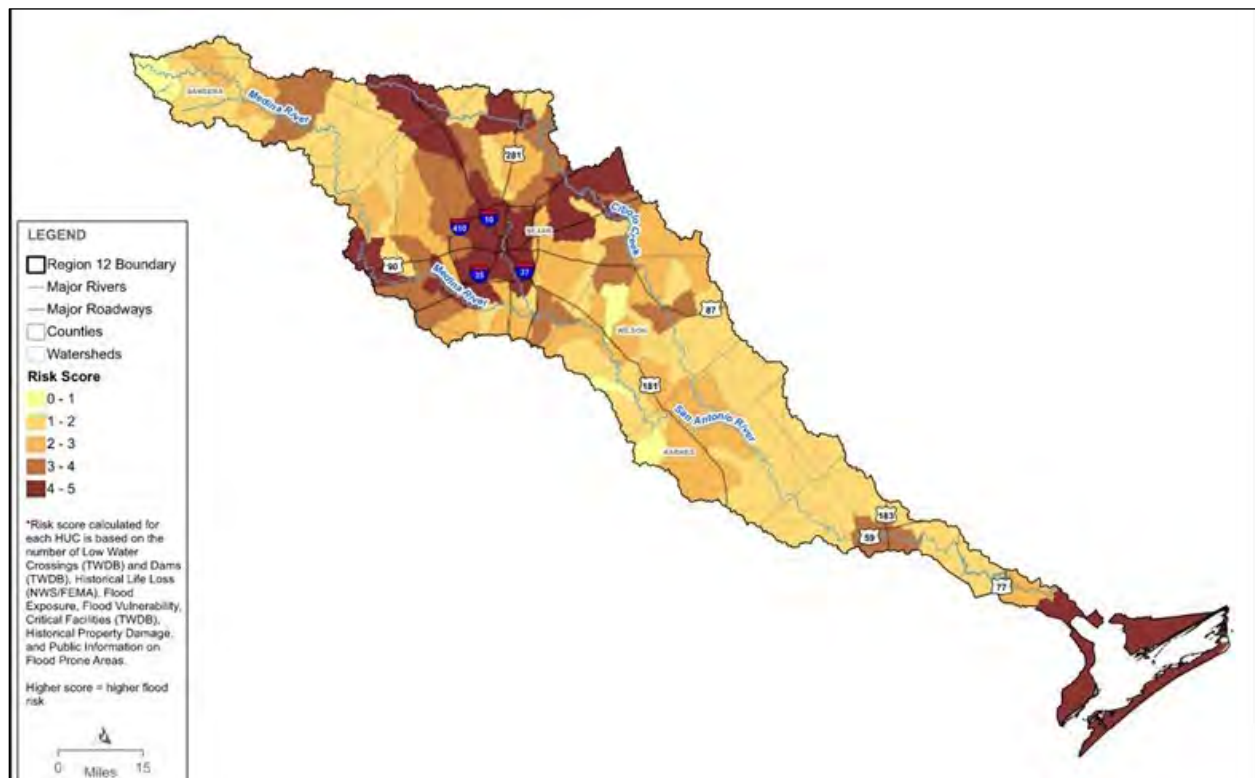 BANDERA
Medina River
281
Cibolo Creek
10
410
BEXAR
90
35
37
Medina River
87
WILSON
181
San Antonio River
KARNES
183
59
77
LEGEND
Region 12 Boundary
Major Rivers
Major Roadways
Counties
Watersheds
Risk Score
0 - 1
1 - 2
2 - 3
3 - 4
4 - 5
*Risk score calculated for
each HUC is based on the
number of Low Water
Crossings (TWDB) and Dams
(TWDB), Historical Life Loss
(NWS/FEMA), Flood
Exposure, Flood Vulnerability,
Critical Facilities (TWDB),
Historical Property Damage,
and Public Information on
Flood Prone Areas.
Higher score = higher flood
risk
0 15
Miles